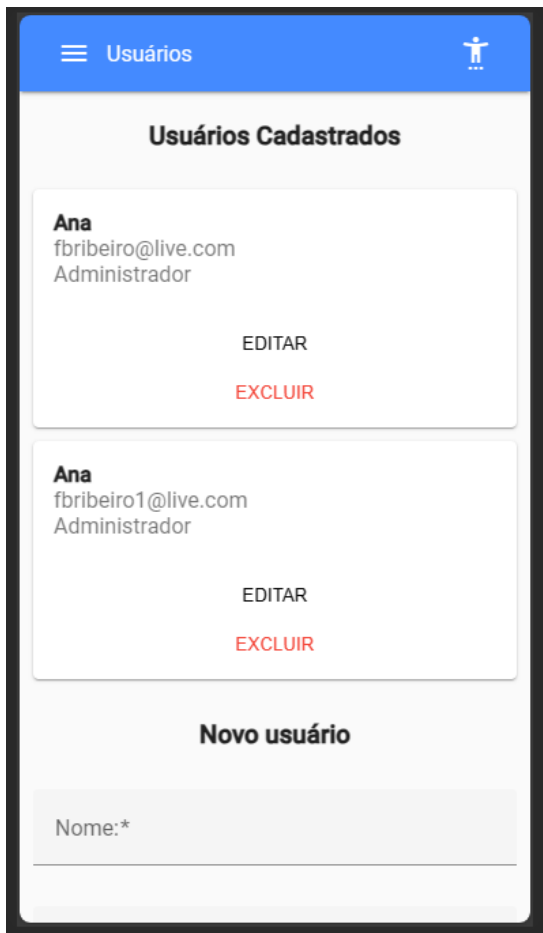 Usuários
Usuários Cadastrados
Ana
fbribeiro@live.com
Administrador
EDITAR
EXCLUIR
Ana
fbribeiro1@live.com
Administrador
EDITAR
EXCLUIR
Novo usuário
Nome:*